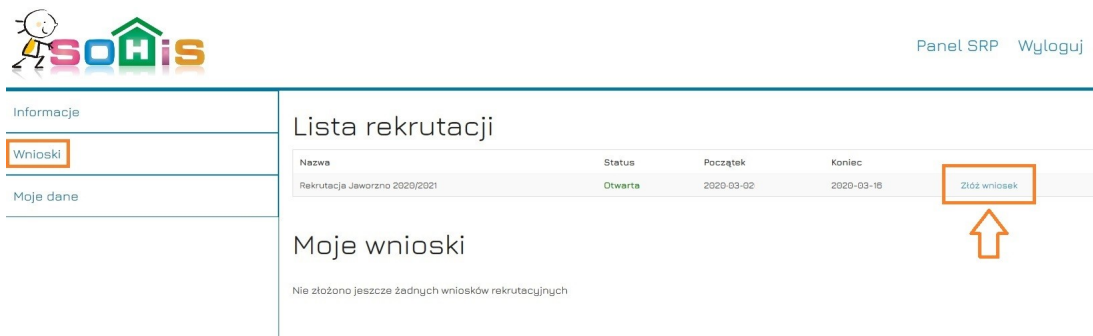 SOHiS
Panel SRP Wyloguj
Informacje
Wnioski
Moje dane
Lista rekrutacji
Nazwa Status Początek Koniec
Rekrutacja Jaworzno 2020/2021 Otwarta 2020-03-02 2020-03-16 Złóż wniosek
Moje wnioski
Nie złożono jeszcze żadnych wniosków rekrutacyjnych